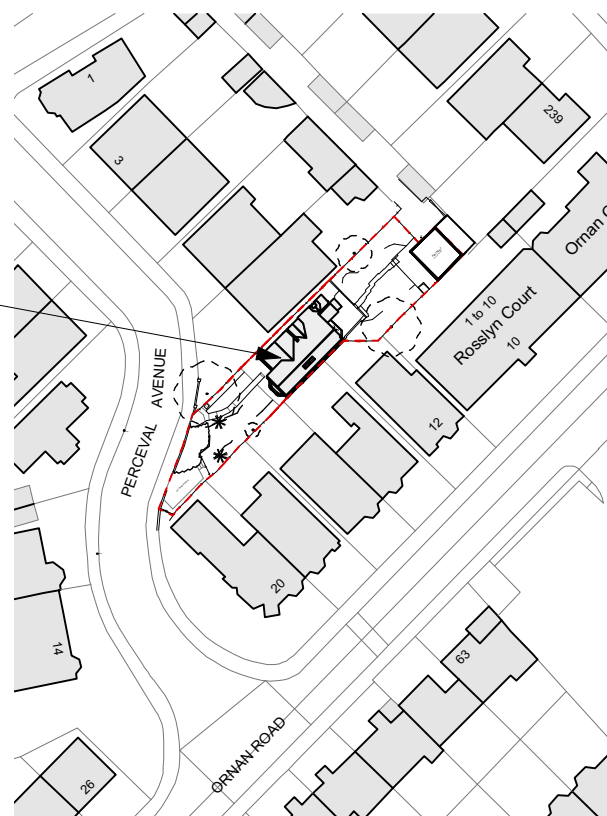 1
3
239
Ornan
1 to 10
Rosslyn Court
10
12
PERCEVAL AVENUE
20
14
63
ORNAN ROAD
26